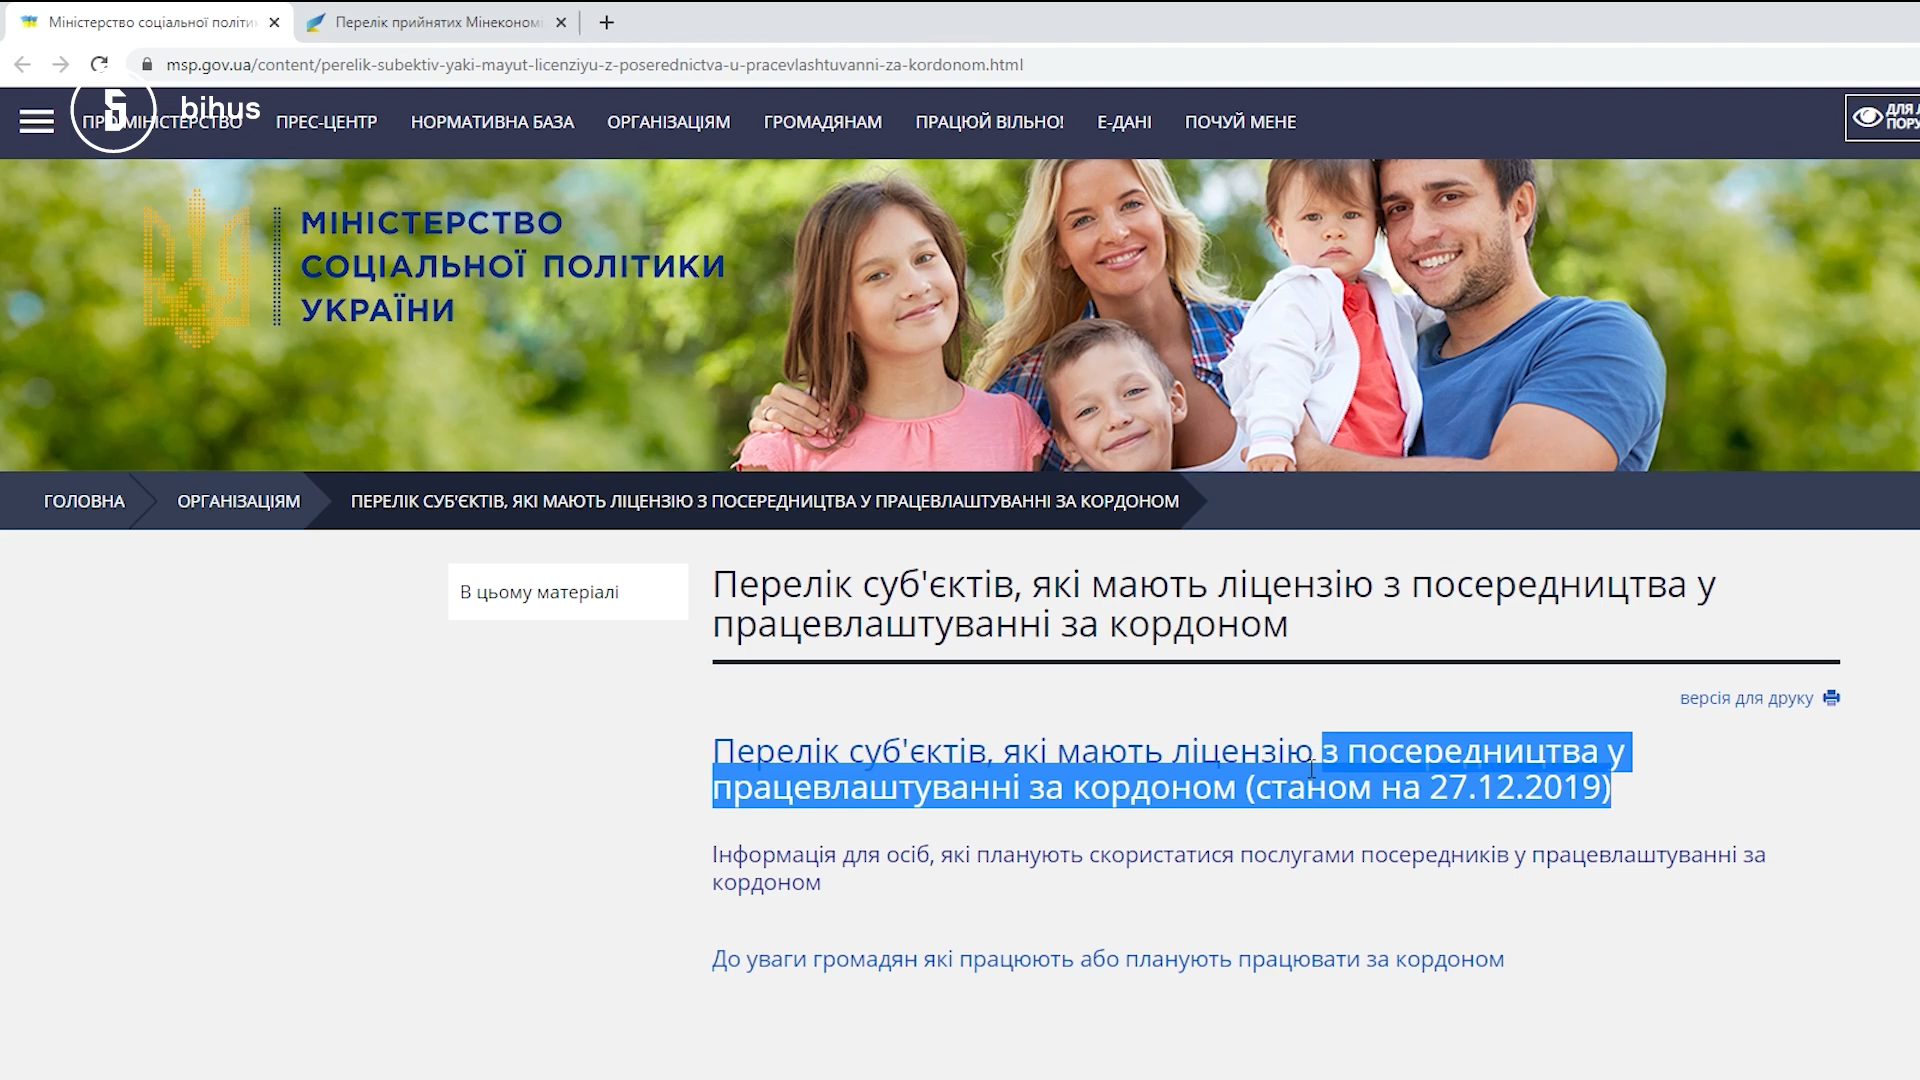 Міністерство соціальної політи
Перелік прийнятих Мінеконом
msp.gov.ua/content/perelik-subektiv-yaki-mayut-licenziyu-z-poserednictva-u-pracevlashtuvanni-za-kordonom.html
bihus
ПРО МІНІСТЕРСТВО ПРЕС-ЦЕНТР НОРМАТИВНА БАЗА ОРГАНІЗАЦІЯМ ГРОМАДЯНАМ ПРАЦЮЙ ВІЛЬНО! Е-ДАНІ ПОЧУЙ МЕНЕ
ДЛЯ
ПОРУ
МІНІСТЕРСТВО
СОЦІАЛЬНОЇ ПОЛІТИКИ
УКРАЇНИ
ГОЛОВНА ОРГАНІЗАЦІЯМ ПЕРЕЛІК СУБ'ЄКТІВ, ЯКІ МАЮТЬ ЛІЦЕНЗІЮ З ПОСЕРЕДНИЦТВА У ПРАЦЕВЛАШТУВАННІ ЗА КОРДОНОМ
В цьому матеріалі
Перелік суб'єктів, які мають ліцензію з посередництва у
працевлаштуванні за кордоном
версія для друку
Перелік суб'єктів, які мають ліцензію з посередництва у
працевлаштуванні за кордоном (станом на 27.12.2019)
Інформація для осіб, які планують скористатися послугами посередників у працевлаштуванні за
кордоном
До уваги громадян які працюють або планують працювати за кордоном